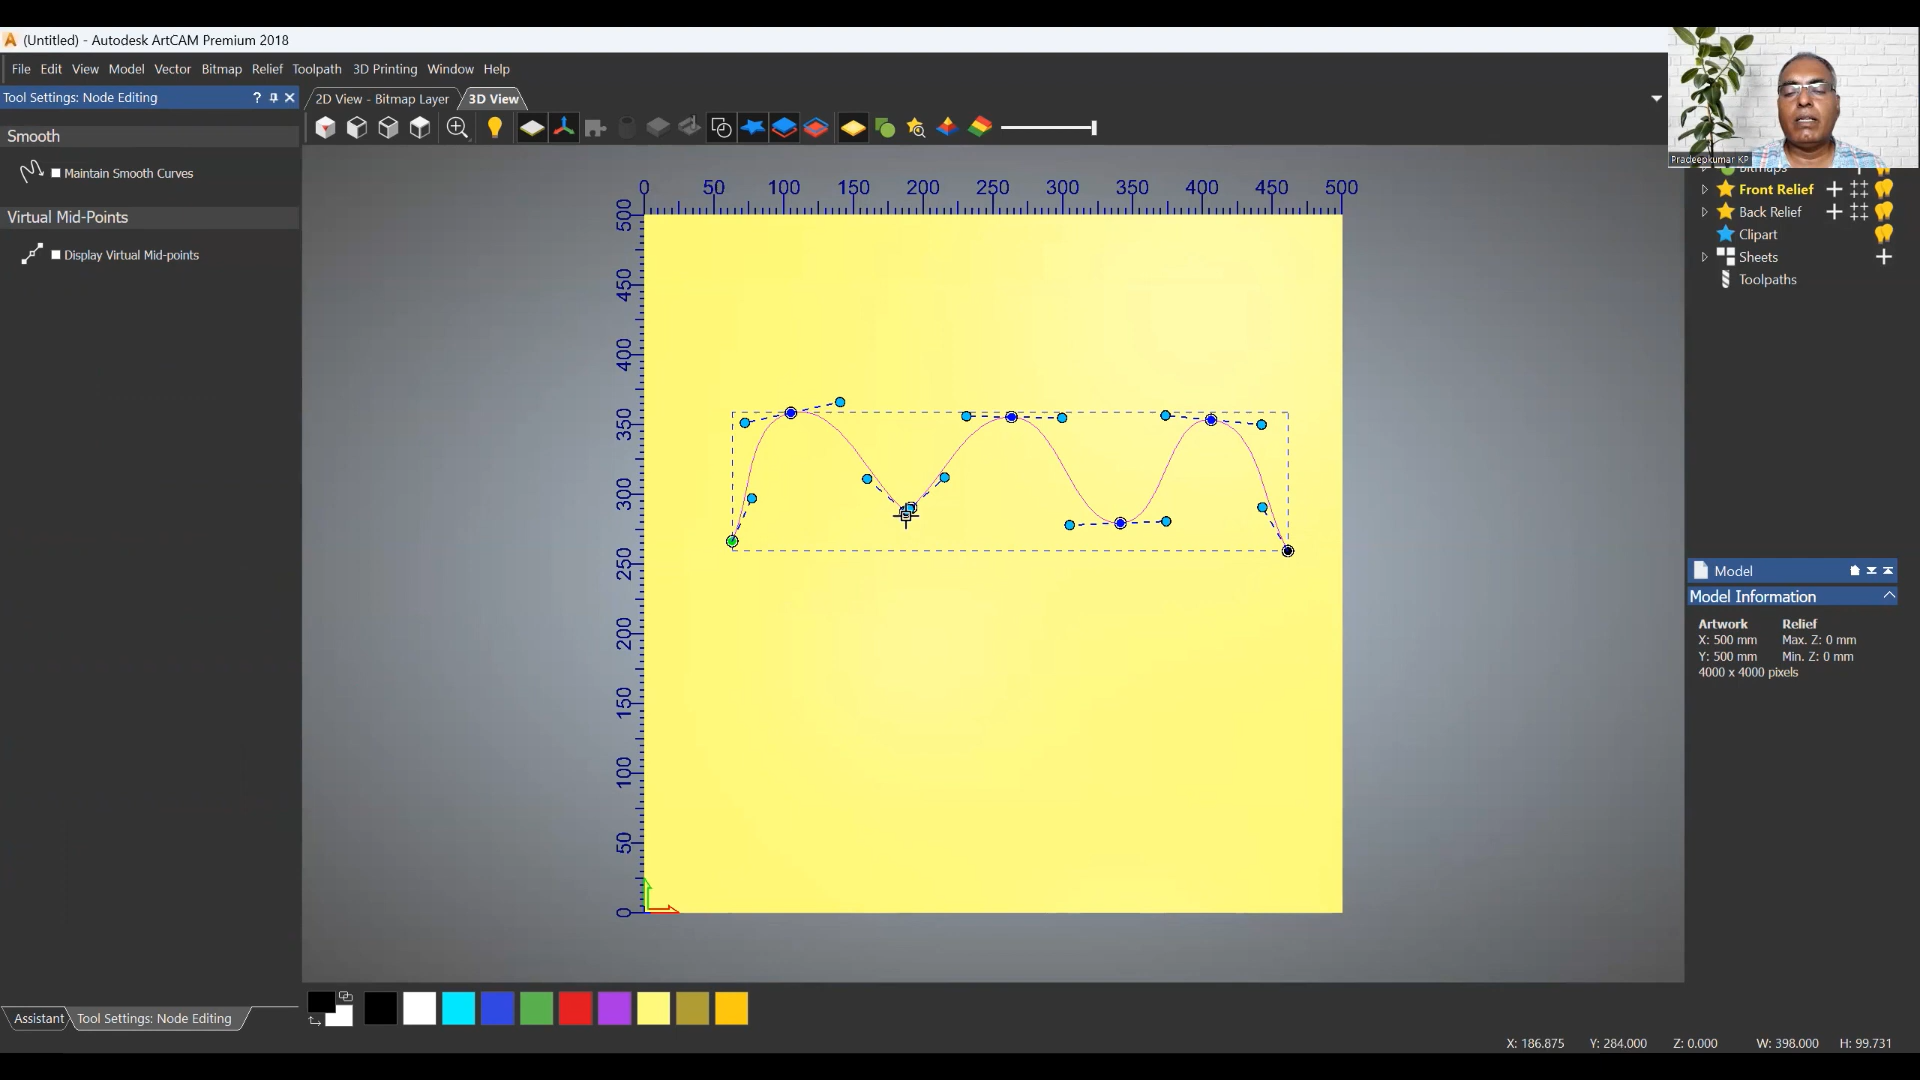 (Untitled) - Autodesk ArtCAM Premium 2018
File Edit View Model Vector Bitmap Relief Toolpath 3D Printing Window Help
Tool Settings: Node Editing ?
2D View - Bitmap Layer 3D View
Smooth
Maintain Smooth Curves
Virtual Mid-Points
Display Virtual Mid-points
Pradeepkumar KP
Bitmaps
Front Relief
Back Relief
Clipart
Sheets
Toolpaths
0 50 100 150 200 250 300 350 400 450 500
500
450
400
350
300
250
200
150
100
50
0
Model
Model Information
Artwork Relief
X: 500 mm Max. Z: 0 mm
Y: 500 mm Min. Z: 0 mm
4000 x 4000 pixels
Assistant Tool Settings: Node Editing
X: 186.875 Y: 284.000 Z: 0.000 W: 398.000 H: 99.731